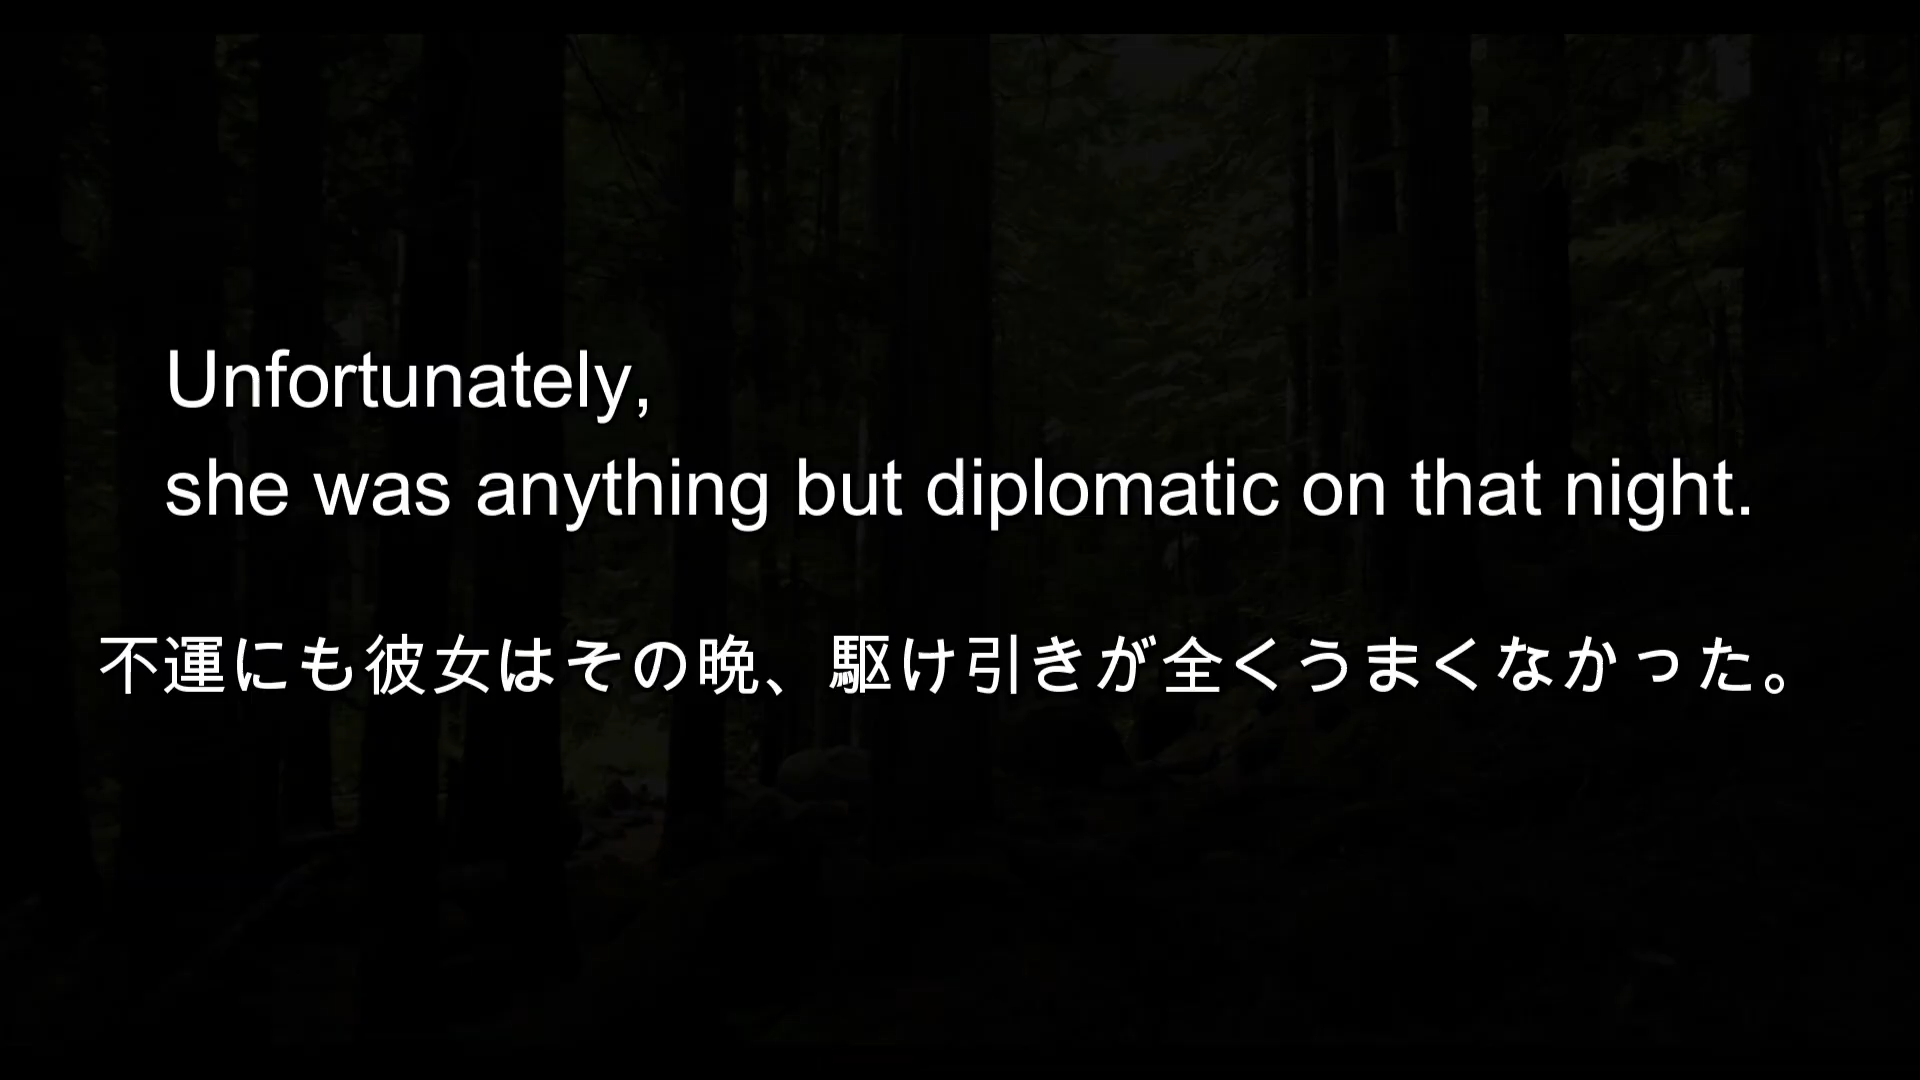 Unfortunately,
she was anything but diplomatic on that night.
不運にも彼女はその晩、駆け引きが全くうまくなかった。